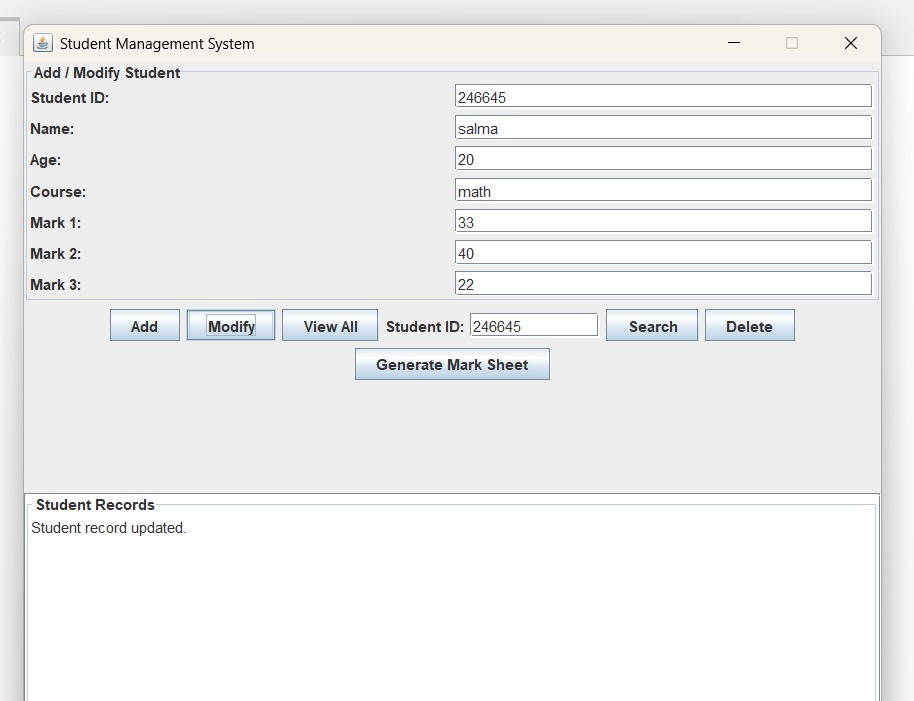 Student Management System
Add / Modify Student
Student ID: 246645
Name: salma
Age: 20
Course: math
Mark 1: 33
Mark 2: 40
Mark 3: 22
Add Modify View All Student ID: 246645 Search Delete
Generate Mark Sheet
Student Records
Student record updated.